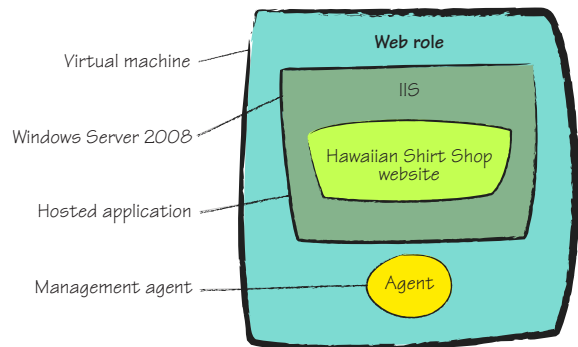 Web role
Virtual machine
IIS
Windows Server 2008
Hawaiian Shirt Shop
website
Hosted application
Management agent
Agent